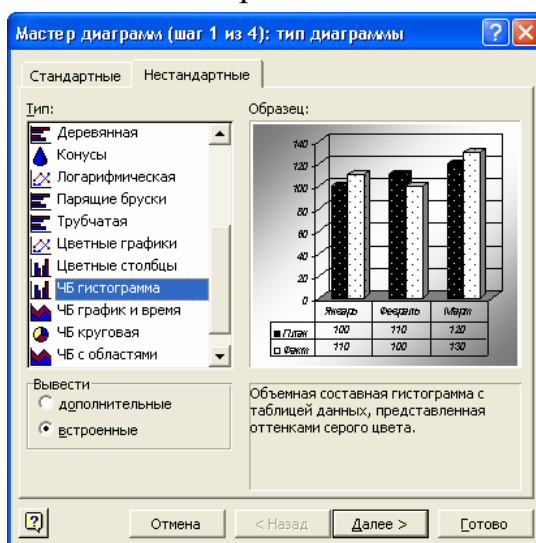 Мастер диаграмм (шаг 1 из 4): тип диаграммы
Стандартные Нестандартные
Тип:
Деревянная
Конусы
Логарифмическая
Парящие бруски
Трубчатая
Цветные графики
Цветные столбцы
ЧБ гистограмма
ЧБ график и время
ЧБ круговая
ЧБ с областями
Образец:
140
120
100
80
60
40
20
0
Январь Февраль Март
План 100 110 120
Факт 110 100 130
Вывести
дополнительные
встроенные
Объемная составная гистограмма с
таблицей данных, представленная
оттенками серого цвета.
Отмена < Назад Далее > Готово